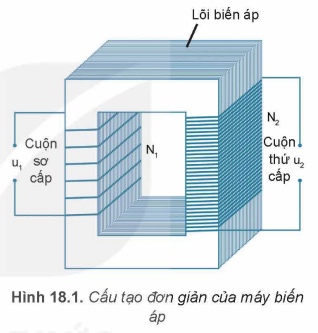 Lõi biến áp
Cuộn
sơ
cấp
u1
N1
N2
Cuộn
thứ u2
cấp
Hình 18.1. Cấu tạo đơn giản của máy biến
áp